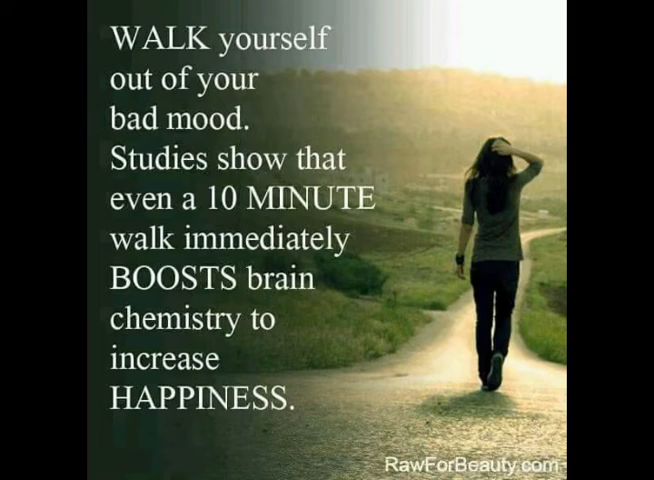 WALK yourself
out of your
bad mood.
Studies show that
even a 10 MINUTE
walk immediately
BOOSTS brain
chemistry to
increase
HAPPINESS.
RawForBeauty.com